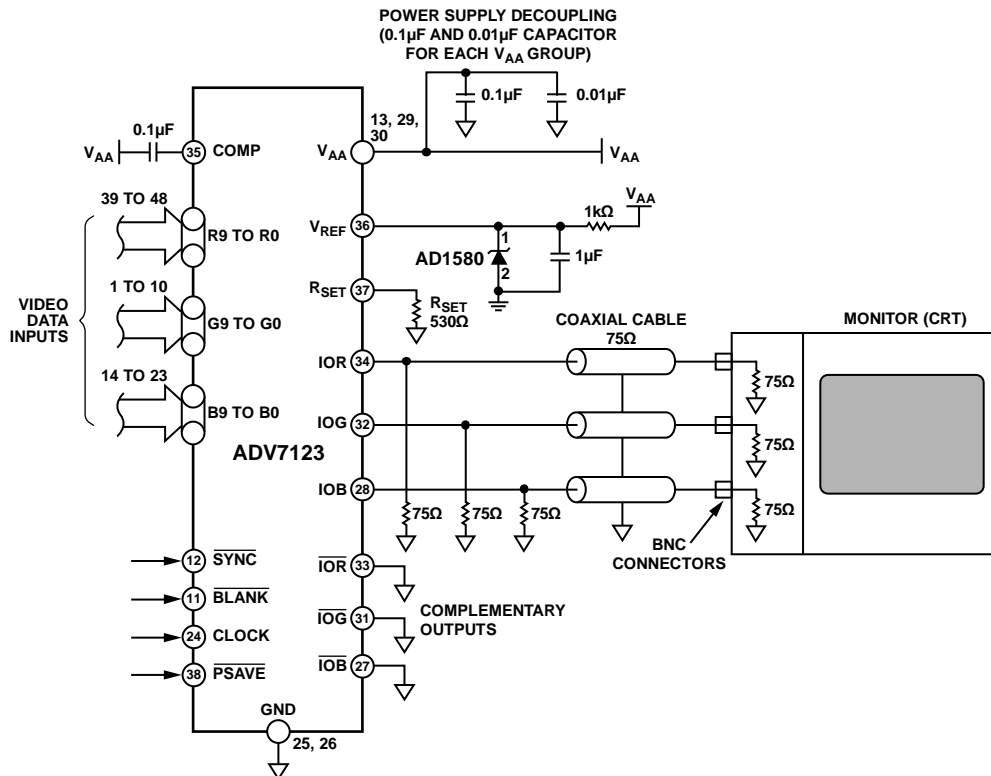 POWER SUPPLY DECOUPLING
(0.1µF AND 0.01µF CAPACITOR
FOR EACH VAA GROUP)
0.1µF
0.01µF
13, 29,
30
VAA
VAA
0.1µF
VAA
35
COMP
39 TO 48
R9 TO R0
VREF
36
VAA
1kΩ
AD1580
1
2
1µF
RSET
37
RSET
530Ω
VIDEO
DATA
INPUTS
1 TO 10
G9 TO G0
14 TO 23
B9 TO B0
ADV7123
COAXIAL CABLE
75Ω
MONITOR (CRT)
IOR
34
75Ω
IOG
32
75Ω
IOB
28
75Ω
75Ω
75Ω
75Ω
BNC
CONNECTORS
12
SYNC
11
BLANK
24
CLOCK
38
PSAVE
IOR
33
IOG
31
IOB
27
COMPLEMENTARY
OUTPUTS
GND
25, 26